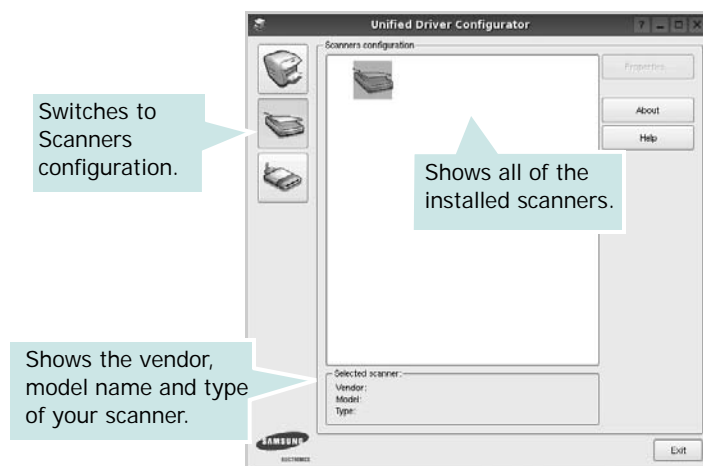 Unified Driver Configurator
Scanners configuration
Properties...
About
Help
Switches to
Scanners
configuration.
Shows all of the
installed scanners.
Shows the vendor,
model name and type
of your scanner.
Selected scanner:
Vendor:
Model:
Type:
SAMSUNG
ELECTRONICS
Exit